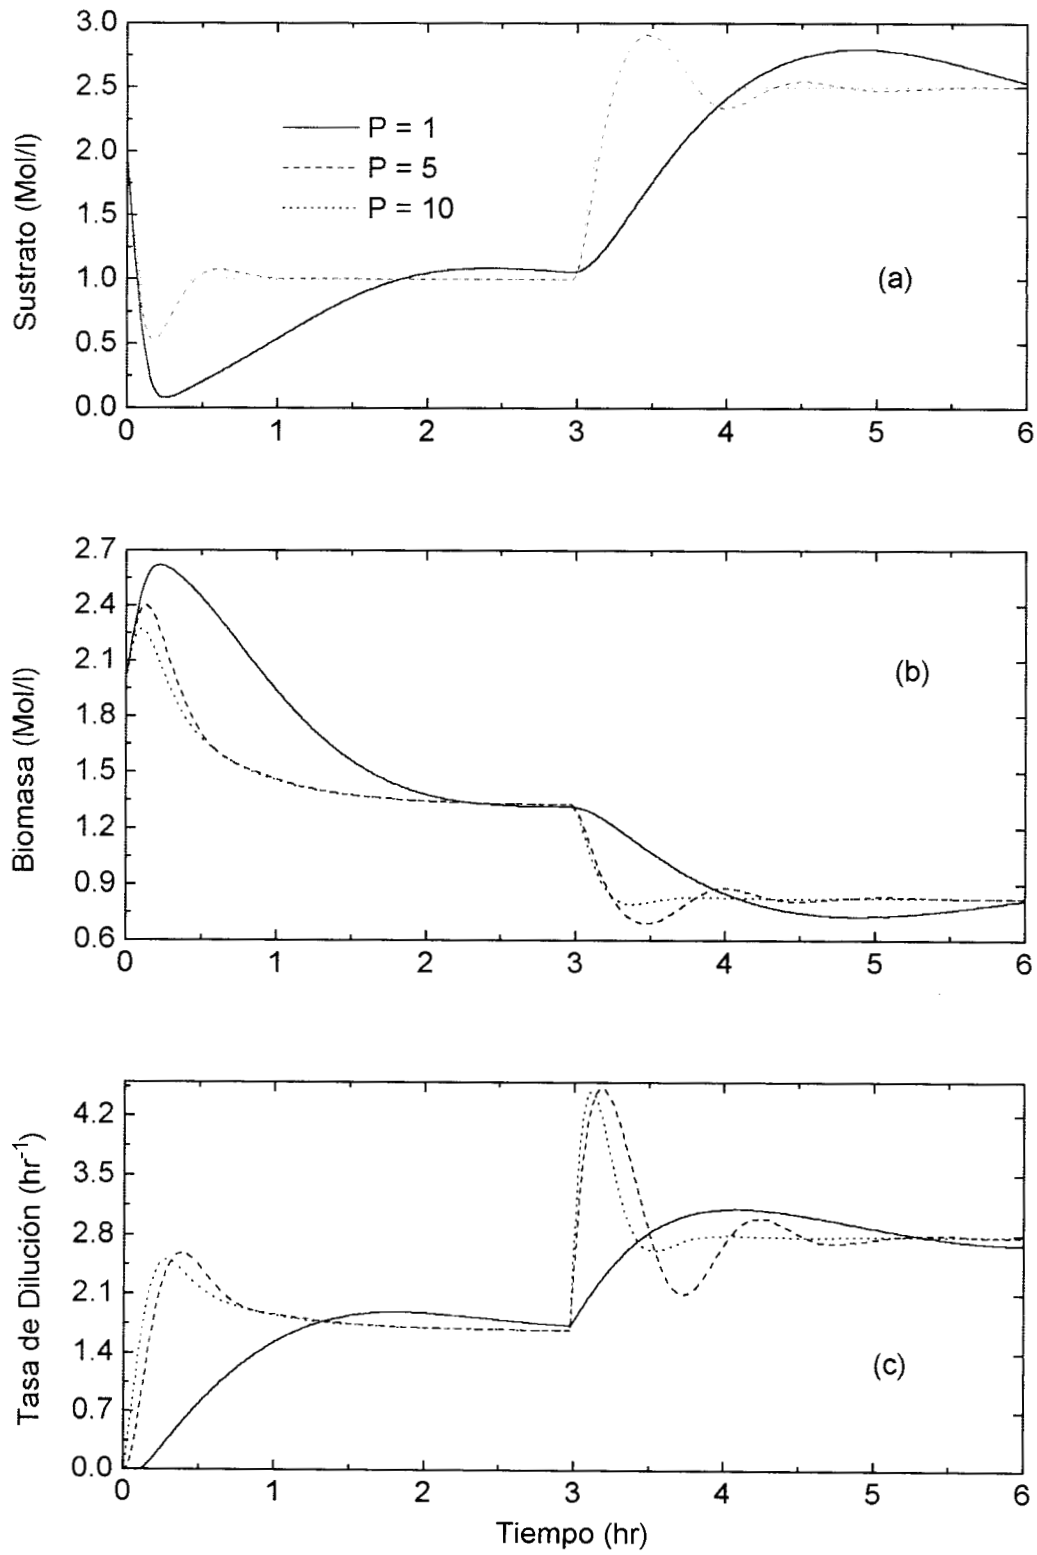 3.0
2.5
2.0
1.5
1.0
0.5
0.0
Sustrato (Mol/l)
P = 1
P = 5
P = 10
(a)
0 1 2 3 4 5 6
2.7
2.4
2.1
1.8
1.5
1.2
0.9
0.6
Biomasa (Mol/l)
(b)
0 1 2 3 4 5 6
4.2
3.5
2.8
2.1
1.4
0.7
0.0
Tasa de Dilución (hr⁻¹)
(c)
0 1 2 3 4 5 6
Tiempo (hr)